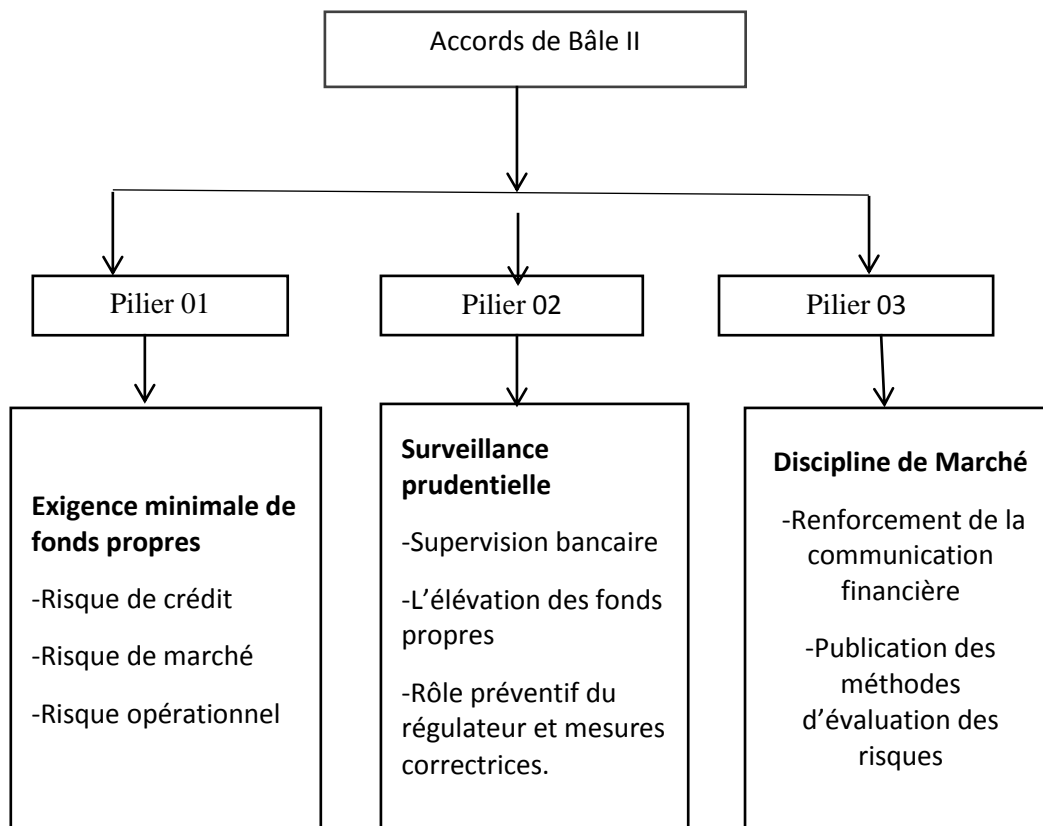 Accords de Bâle II
Pilier 01
Pilier 02
Pilier 03
Exigence minimale de
fonds propres
-Risque de crédit
-Risque de marché
-Risque opérationnel
Surveillance
prudentielle
-Supervision bancaire
-L’élévation des fonds
propres
-Rôle préventif du
régulateur et mesures
correctrices.
Discipline de Marché
-Renforcement de la
communication
financière
-Publication des
méthodes
d’évaluation des
risques